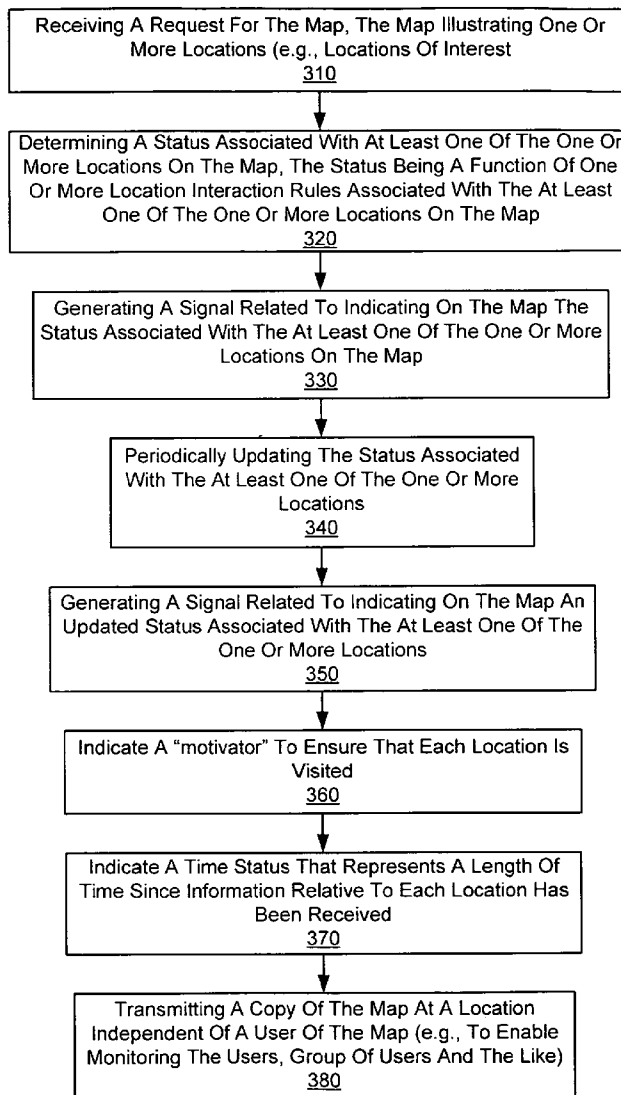 Receiving A Request For The Map, The Map Illustrating One Or
More Locations (e.g., Locations Of Interest
310
Determining A Status Associated With At Least One Of The One Or
More Locations On The Map, The Status Being A Function Of One
Or More Location Interaction Rules Associated With The At Least
One Of The One Or More Locations On The Map
320
Generating A Signal Related To Indicating On The Map The
Status Associated With The At Least One Of The One Or More
Locations On The Map
330
Periodically Updating The Status Associated
With The At Least One Of The One Or More
Locations
340
Generating A Signal Related To Indicating On The Map An
Updated Status Associated With The At Least One Of The
One Or More Locations
350
Indicate A “motivator” To Ensure That Each Location Is
Visited
360
Indicate A Time Status That Represents A Length Of
Time Since Information Relative To Each Location Has
Been Received
370
Transmitting A Copy Of The Map At A Location
Independent Of A User Of The Map (e.g., To Enable
Monitoring The Users, Group Of Users And The Like)
380